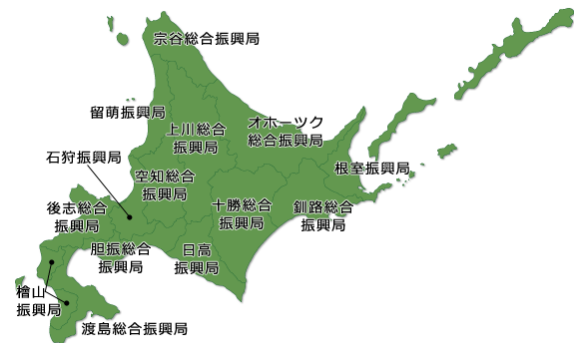 宗谷総合振興局
留萌振興局
上川総合
振興局
オホーツク
総合振興局
石狩振興局
空知総合
振興局
根室振興局
後志総合
振興局
十勝総合
振興局
釧路総合
振興局
胆振総合
振興局
日高
振興局
檜山
振興局
渡島総合振興局